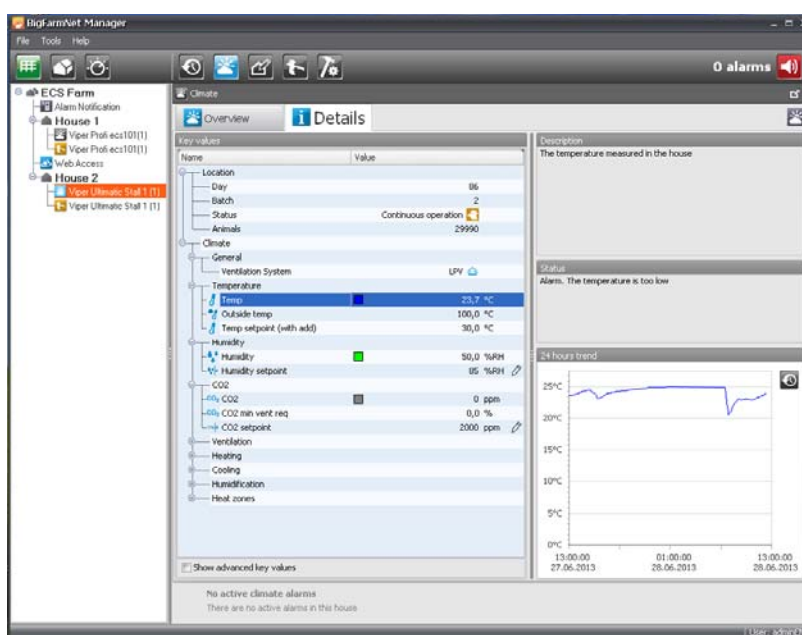 BigFarmNet Manager
File Tools Help
0 alarms
ECS Farm
Alarm Notification
House 1
Viper Profi ecs101(1)
Viper Profi ecs101(1)
Web Access
House 2
Viper Ultimatic Stall 1 (1)
Viper Ultimatic Stall 1 (1)
Climate
Overview
Details
Key values
Name Value
Location
Day 86
Batch 2
Status Continuous operation
Animals 29990
Climate
General
Ventilation System LPV
Temperature
Temp 23,7 °C
Outside temp 100,0 °C
Temp setpoint (with add) 30,0 °C
Humidity
Humidity 50,0 %RH
Humidity setpoint 85 %RH
CO2
CO2 0 ppm
CO2 min vent req 0,0 %
CO2 setpoint 2000 ppm
Ventilation
Heating
Cooling
Humidification
Heat zones
Show advanced key values
Description
The temperature measured in the house
Status
Alarm. The temperature is too low
24 hours trend
25°C
20°C
15°C
10°C
5°C
0°C
13:00:00 01:00:00 13:00:00
27.06.2013 28.06.2013 28.06.2013
No active climate alarms
There are no active alarms in this house
User: